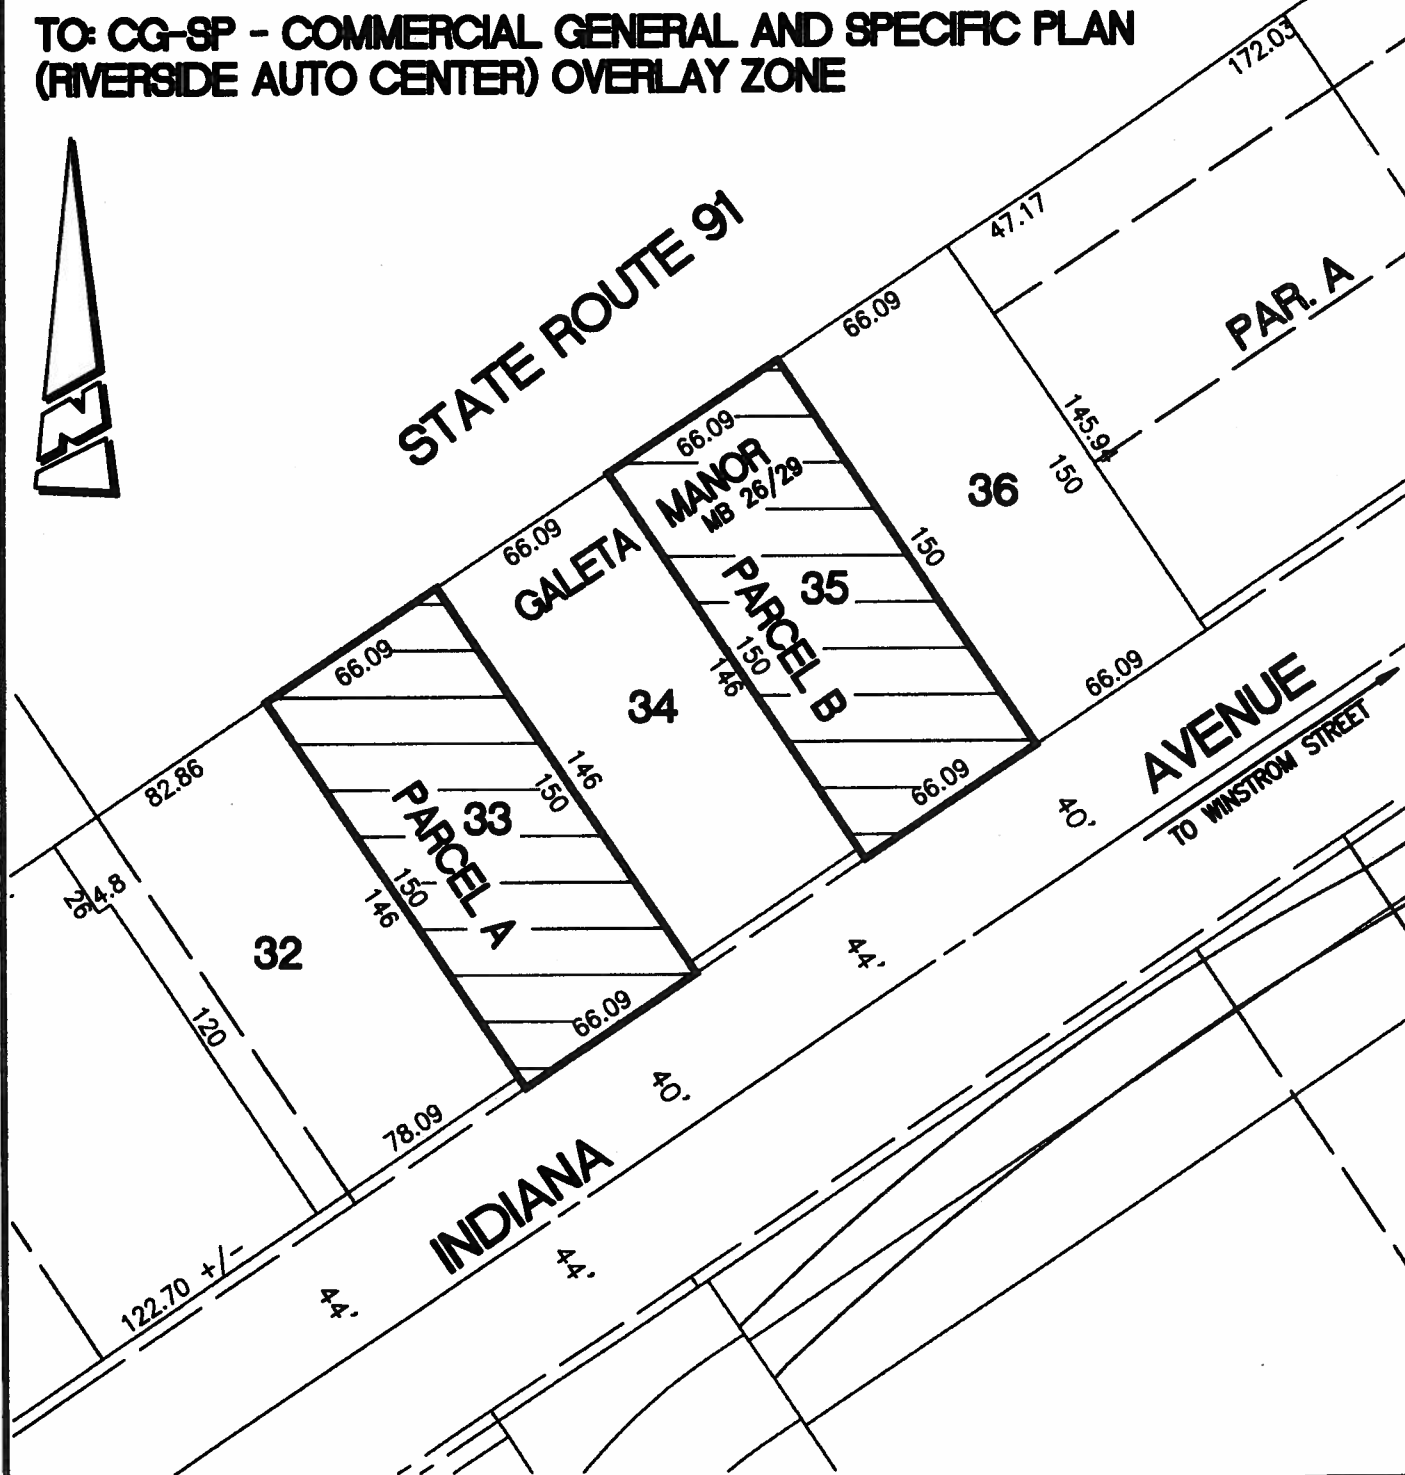 TO: CG-SP - COMMERCIAL GENERAL AND SPECIFIC PLAN
(RIVERSIDE AUTO CENTER) OVERLAY ZONE
N
STATE ROUTE 91
172.03
47.17
PAR. A
66.09
145.94
150
36
66.09
66.09
MANOR
MB 26/29
150
35
PARCEL B
150
146
66.09
66.09
GALETA
34
146
150
66.09
33
PARCEL A
150
146
66.09
82.86
24.8
26
120
32
78.09
122.70 +/-
INDIANA
AVENUE
TO WINSTROM STREET
40'
44'
40'
44'
44'